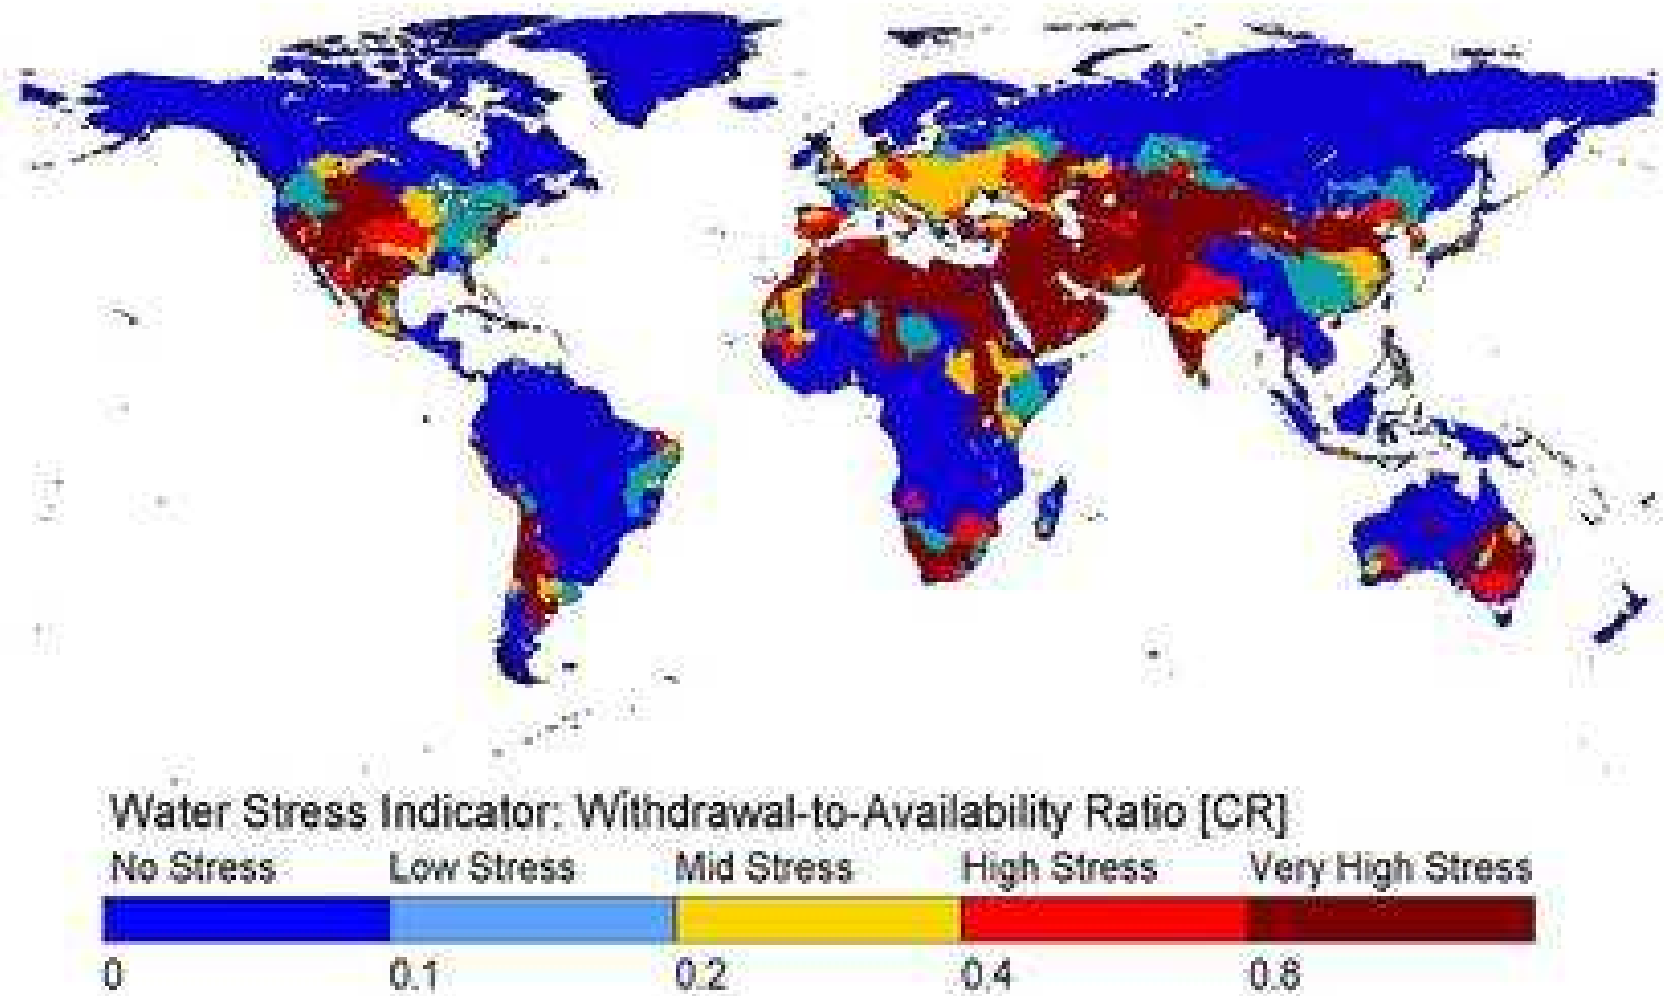 Water Stress Indicator: Withdrawal-to-Availability Ratio [CR]
No Stress Low Stress Mid Stress High Stress Very High Stress
0 0.1 0.2 0.4 0.8